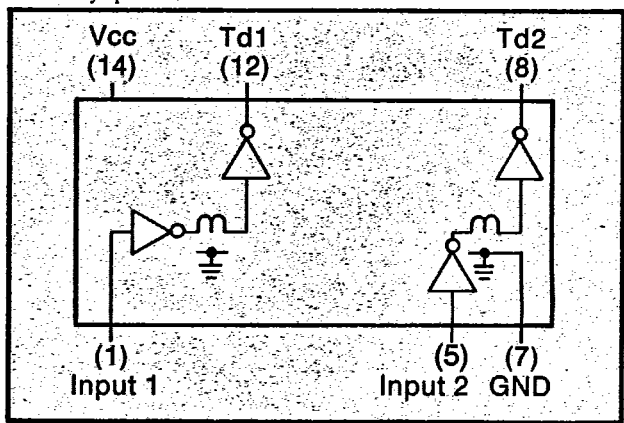 Vcc Td1 Td2
(14) (12) (8)
(1) (5) (7)
Input 1 Input 2 GND